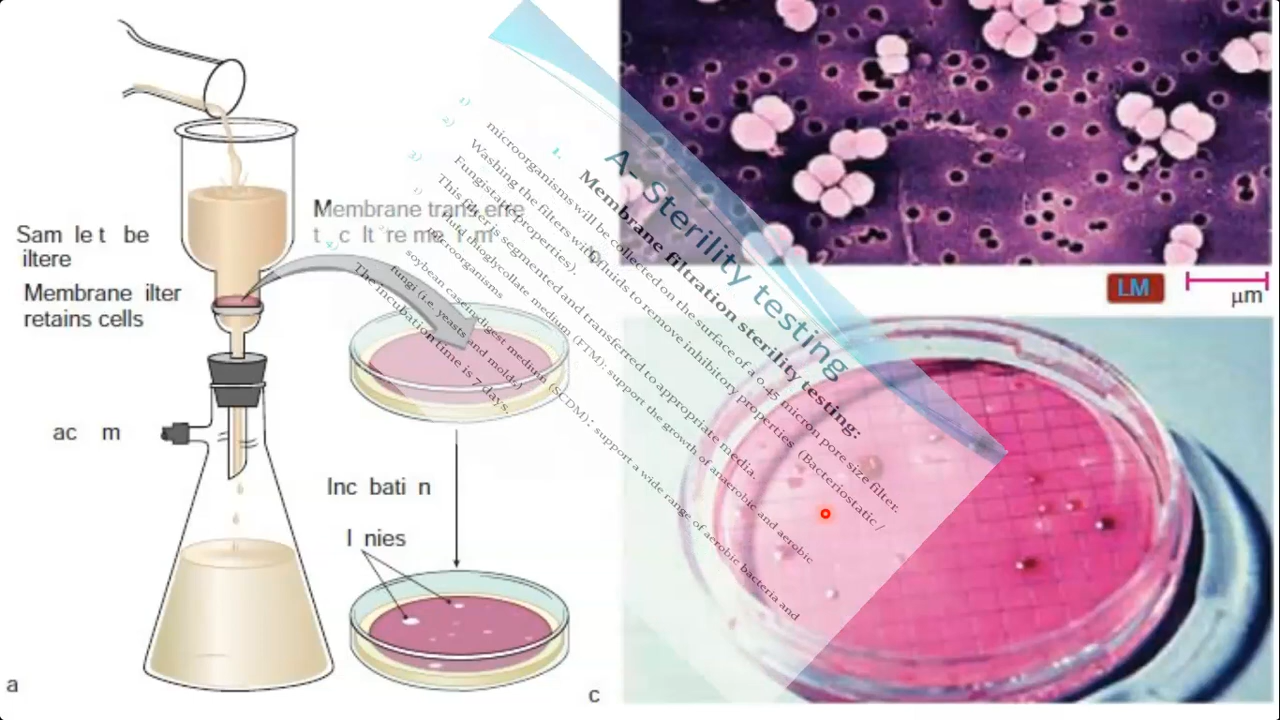 A- Sterility testing
1. Membrane filtration sterility testing:
1)
microorganisms will be collected on the surface of a 0.45 micron pore size filter.
2) Washing the filters with fluids to remove inhibitory properties (Bacteriostatic /
Fungistatic properties).
3) This filter is segmented and transferred to appropriate media.
fluid thioglycollate medium (FTM): support the growth of anaerobic and aerobic
microorganisms
soybean casein digest medium (SCDM): support a wide range of aerobic bacteria and
fungi (i.e. yeasts and molds)
The incubation time is 7 days.
Sam le t be
iltere
Membrane ilter
retains cells
Membrane trans erre
t c lt re me i m
ac m
Inc bati n
l nies
a
LM
μm
c